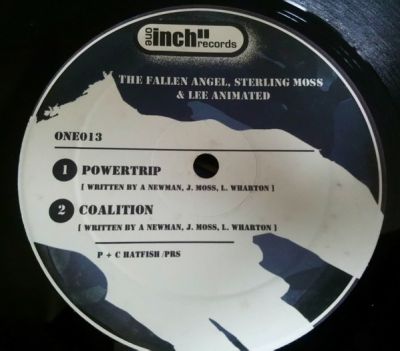 one inch records
THE FALLEN ANGEL, STERLING MOSS
& LEE ANIMATED
ONE013
1 POWERTRIP
[ WRITTEN BY A NEWMAN, J. MOSS, L. WHARTON ]
2 COALITION
[ WRITTEN BY A NEWMAN, J. MOSS, L. WHARTON ]
P + C HATFISH /PRS